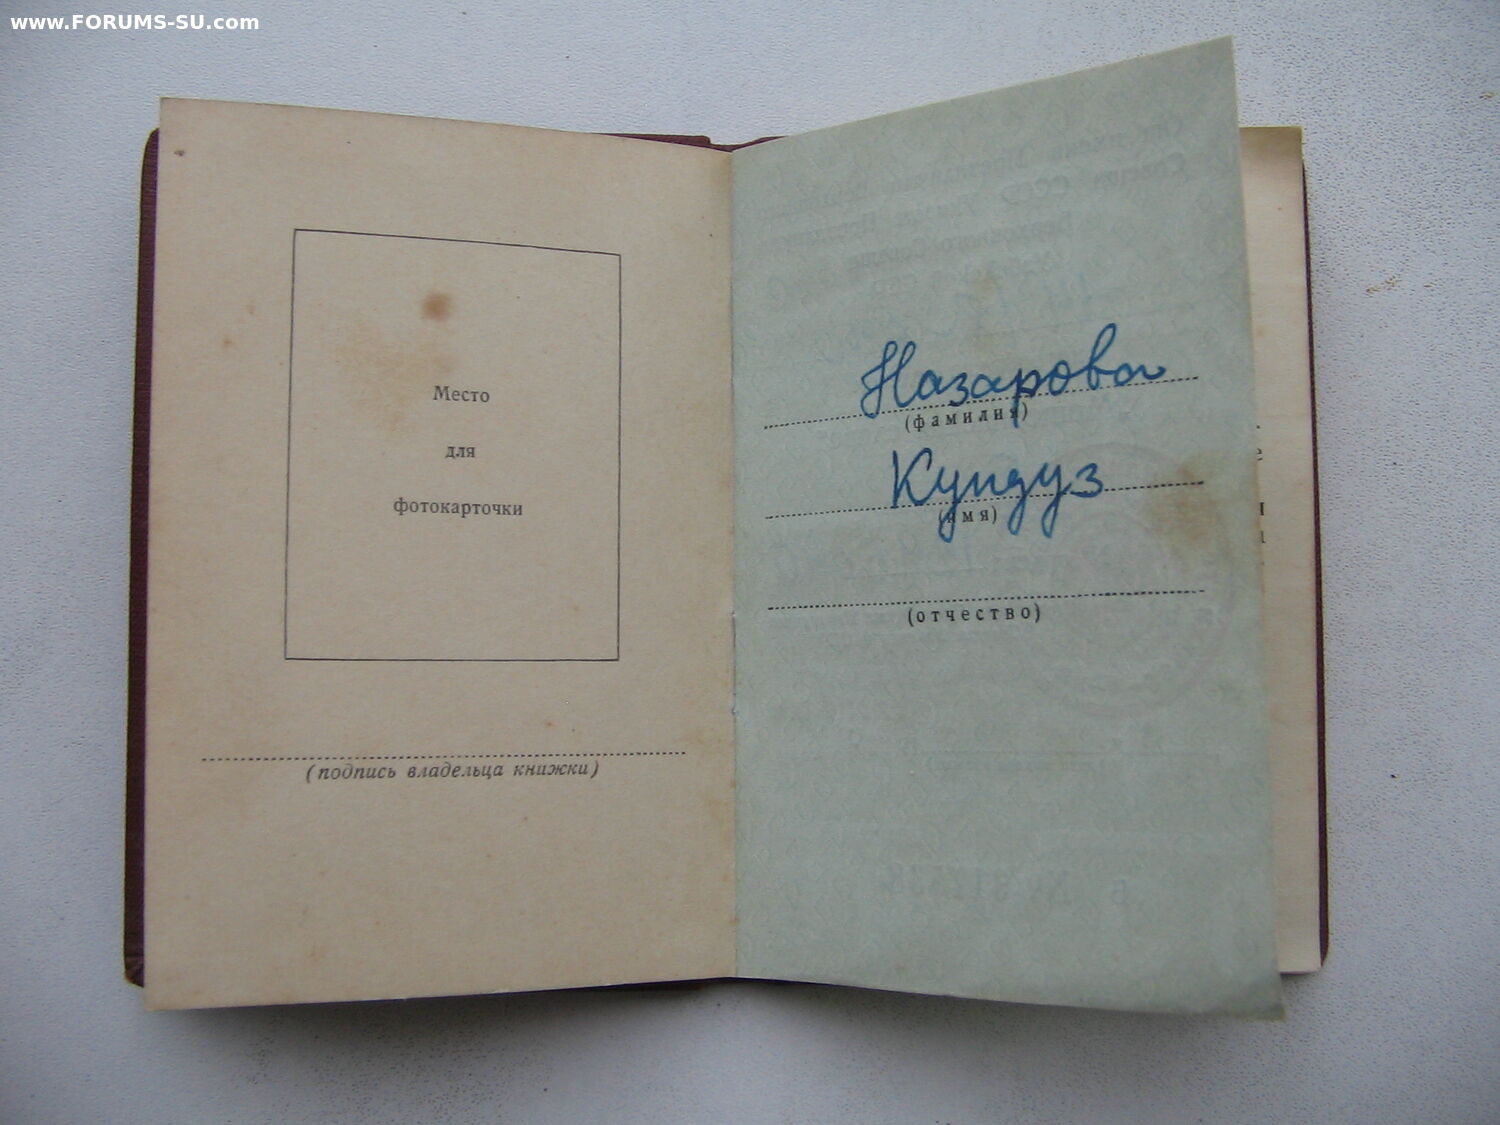 www.FORUMS-SU.com
Место
для
фотокарточки
(подпись владельца книжки)
Назарова
(фамилия)
Кундуз
(имя)
(отчество)